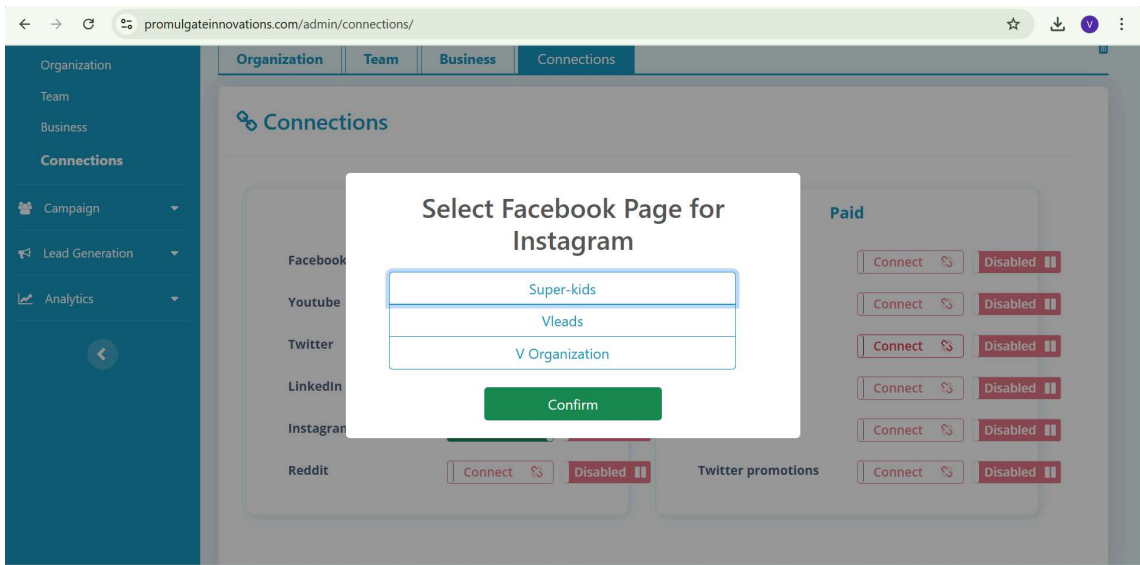 promulgateinnovations.com/admin/connections/
V
Organization
Team
Business
Connections
Campaign
Lead Generation
Analytics
Organization
Team
Business
Connections
Connections
Select Facebook Page for
Instagram
Super-kids
Vleads
V Organization
Confirm
Paid
Facebook
Connect
Disabled
Youtube
Connect
Disabled
Twitter
Connect
Disabled
LinkedIn
Connect
Disabled
Instagram
Connect
Disabled
Reddit
Connect
Disabled
Twitter promotions
Connect
Disabled